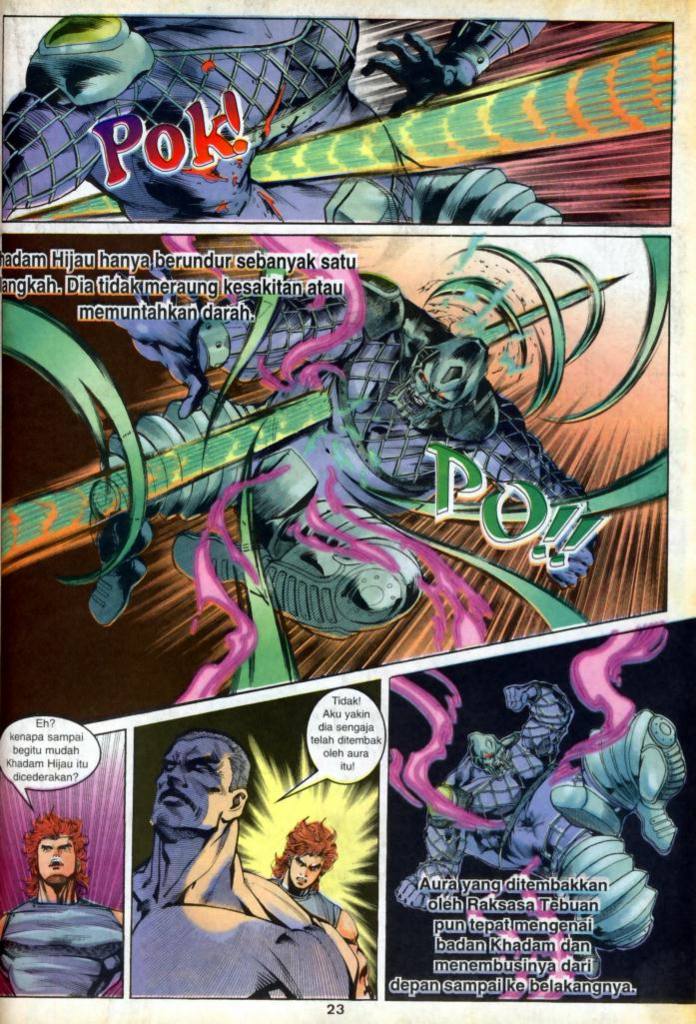 Pok!
hadam Hijau hanya berundur sebanyak satu
angkah. Dia tidak meraung kesakitan atau
memuntahkan darah.
PO!!
Eh?
kenapa sampai
begitu mudah
Khadam Hijau itu
dicederakan?
Tidak!
Aku yakin
dia sengaja
telah ditembak
oleh aura
itu!
Aura yang ditembakkan
oleh Raksasa Tebuan
pun tepat mengenai
badan Khadam dan
menembusinya dari
depan sampai ke belakangnya.
23